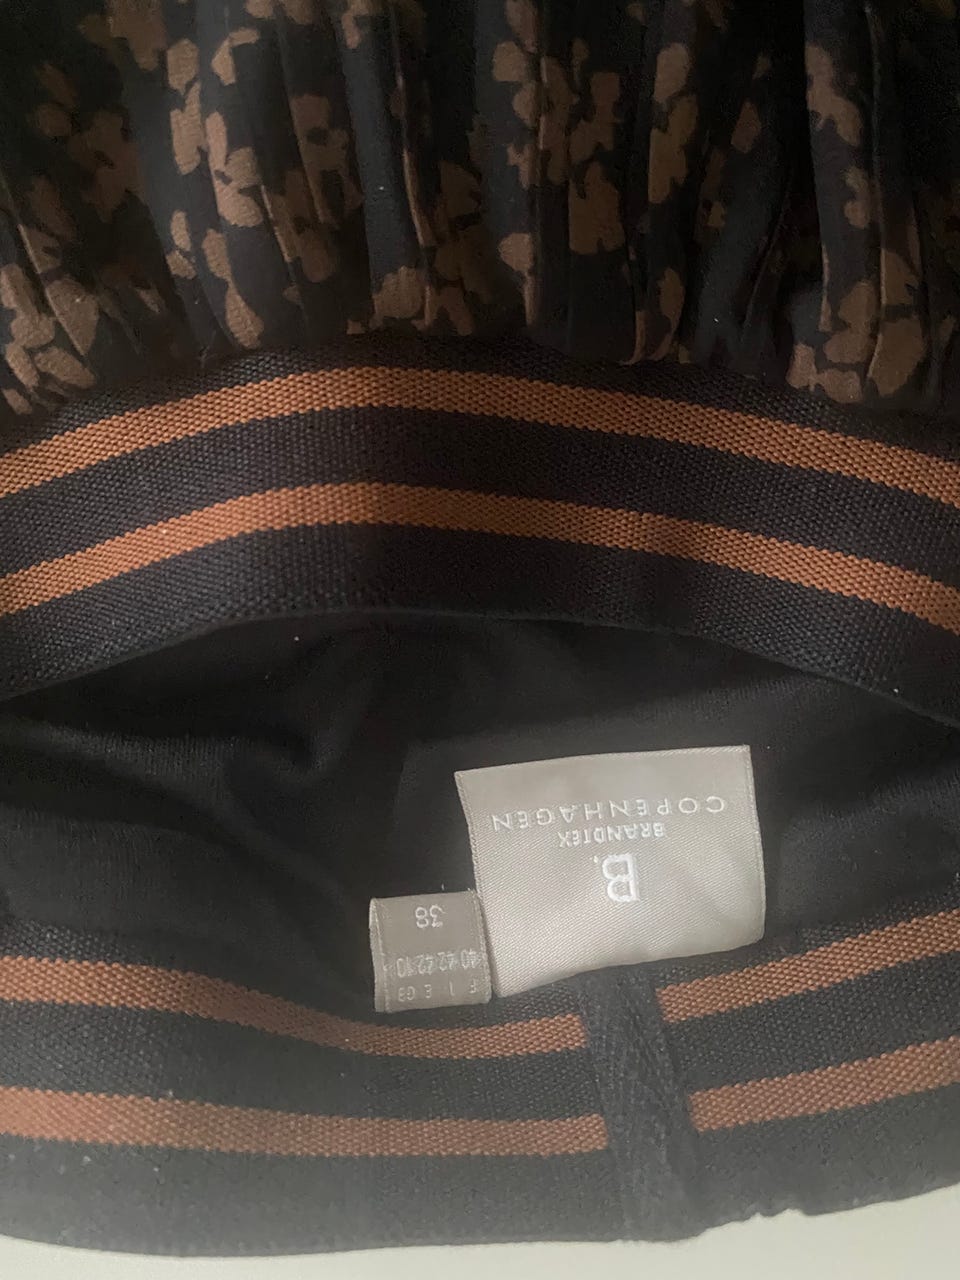 B.
BRANDTEX
COPENHAGEN
F I E GB
40 42 42 10
38